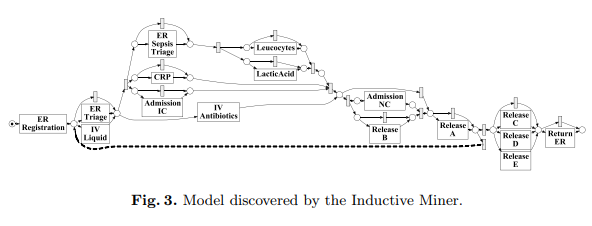 ER
Registration
ER
Triage
IV
Liquid
ER
Sepsis
Triage
CRP
Admission
IC
Leucocytes
LacticAcid
IV
Antibiotics
Admission
NC
Release
B
Release
A
Release
C
Release
D
Release
E
Return
ER
Fig. 3. Model discovered by the Inductive Miner.